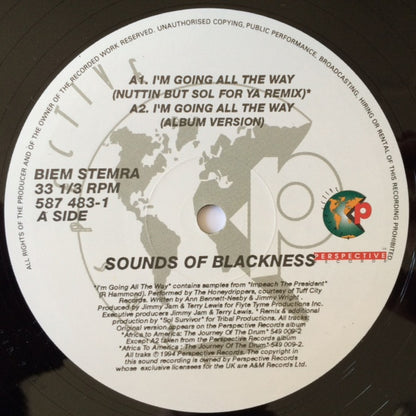 ALL RIGHTS OF THE PRODUCER AND OF THE OWNER OF THE RECORDED WORK RESERVED. UNAUTHORISED COPYING, PUBLIC PERFORMANCE, BROADCASTING, HIRING OR RENTAL OF THIS RECORDING PROHIBITED.
A1. I'M GOING ALL THE WAY
(NUTTIN BUT SOL FOR YA REMIX)*
A2. I'M GOING ALL THE WAY
(ALBUM VERSION)
BIEM STEMRA
33 1/3 RPM
587 483-1
A SIDE
P
PERSPECTIVE
RECORDS
SOUNDS OF BLACKNESS
"I'm Going All The Way" contains samples from "Impeach The President"
(R Hammond). Performed by The Honeydrippers, courtesy of Tuff City
Records. Written by Ann Bennett-Nesby & Jimmy Wright.
Produced by Jimmy Jam & Terry Lewis for Flyte Tyme Productions Inc.
Executive producers Jimmy Jam & Terry Lewis, * Remix & additional
production by "Sol Survivor" for Tribal Productions. All tracks:
Original version appears on the Perspective Records album
"Africa to America: The Journey Of The Drum" 549 009-2.
Except A2 taken from the Perspective Records album
"Africa To America : The Journey Of The Drum" 549 009-2.
All traks ℗ 1994 Perspective Records. The copyright in
this sound recording is owned by Perspective Records
whose exclusive licensees for the UK are A&M Records Ltd.